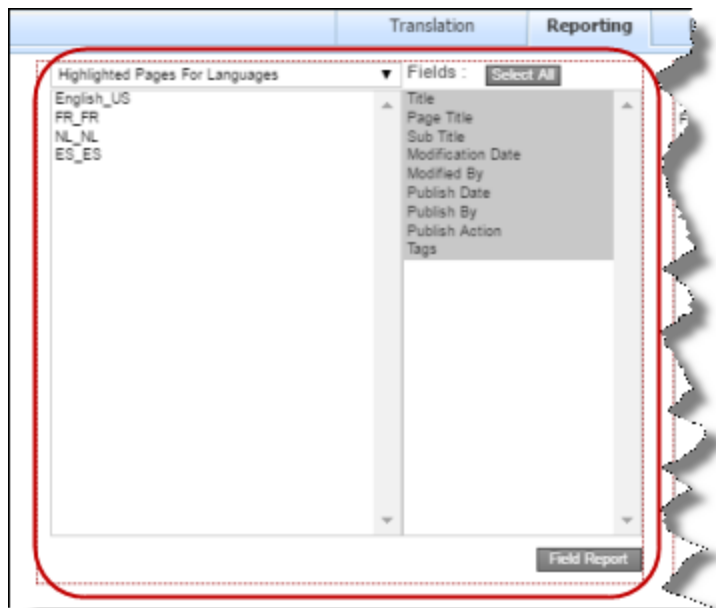 Translation Reporting
Highlighted Pages For Languages ▼ Fields : Select All
English_US
FR_FR
NL_NL
ES_ES
Title
Page Title
Sub Title
Modification Date
Modified By
Publish Date
Publish By
Publish Action
Tags
Field Report